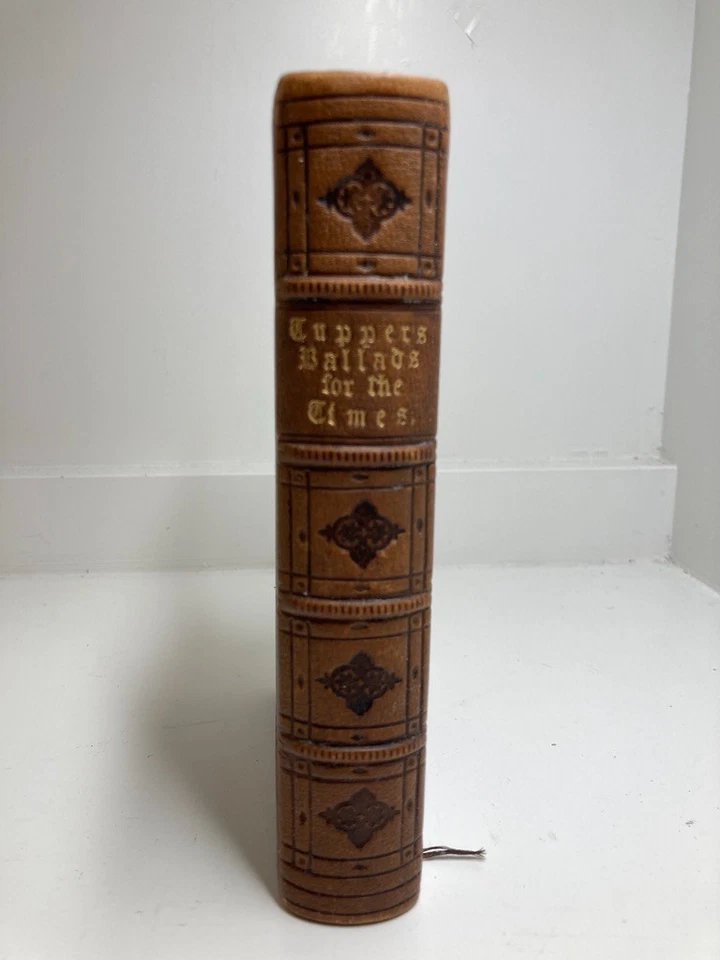 Tuppers
Ballads
for the
Times.